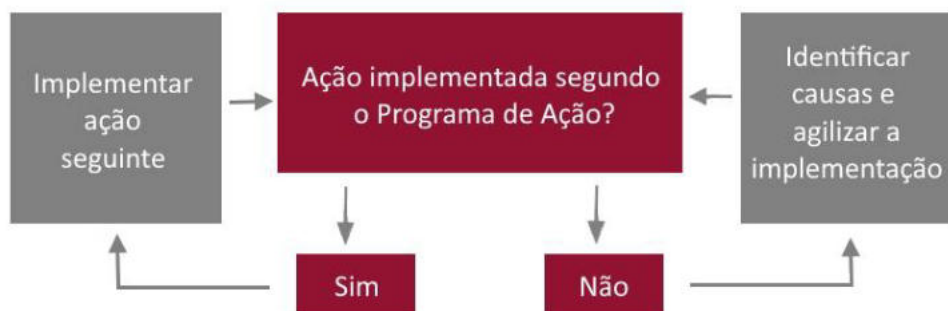 Implementar
ação
seguinte
Ação implementada segundo
o Programa de Ação?
Identificar
causas e
agilizar a
implementação
Sim
Não